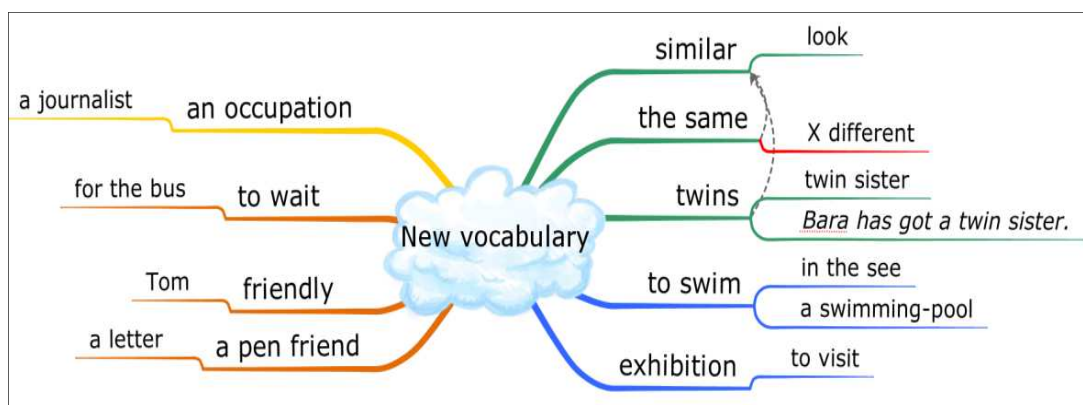 New vocabulary
similar
look
the same
X different
twins
twin sister
Bara has got a twin sister.
to swim
in the see
a swimming-pool
exhibition
to visit
an occupation
a journalist
to wait
for the bus
friendly
Tom
a pen friend
a letter